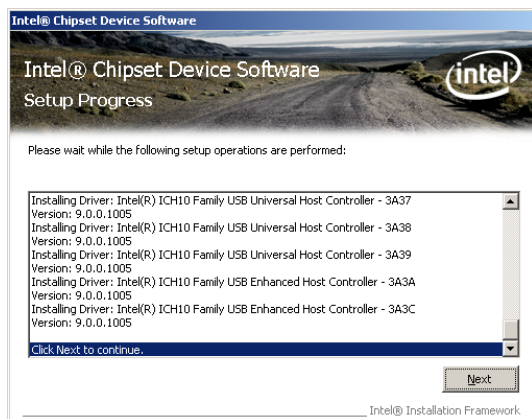 Intel® Chipset Device Software
Intel® Chipset Device Software
Setup Progress
intel
Please wait while the following setup operations are performed:
Installing Driver: Intel(R) ICH10 Family USB Universal Host Controller - 3A37
Version: 9.0.0.1005
Installing Driver: Intel(R) ICH10 Family USB Universal Host Controller - 3A38
Version: 9.0.0.1005
Installing Driver: Intel(R) ICH10 Family USB Universal Host Controller - 3A39
Version: 9.0.0.1005
Installing Driver: Intel(R) ICH10 Family USB Enhanced Host Controller - 3A3A
Version: 9.0.0.1005
Installing Driver: Intel(R) ICH10 Family USB Enhanced Host Controller - 3A3C
Version: 9.0.0.1005
Click Next to continue.
Next
Intel® Installation Framework